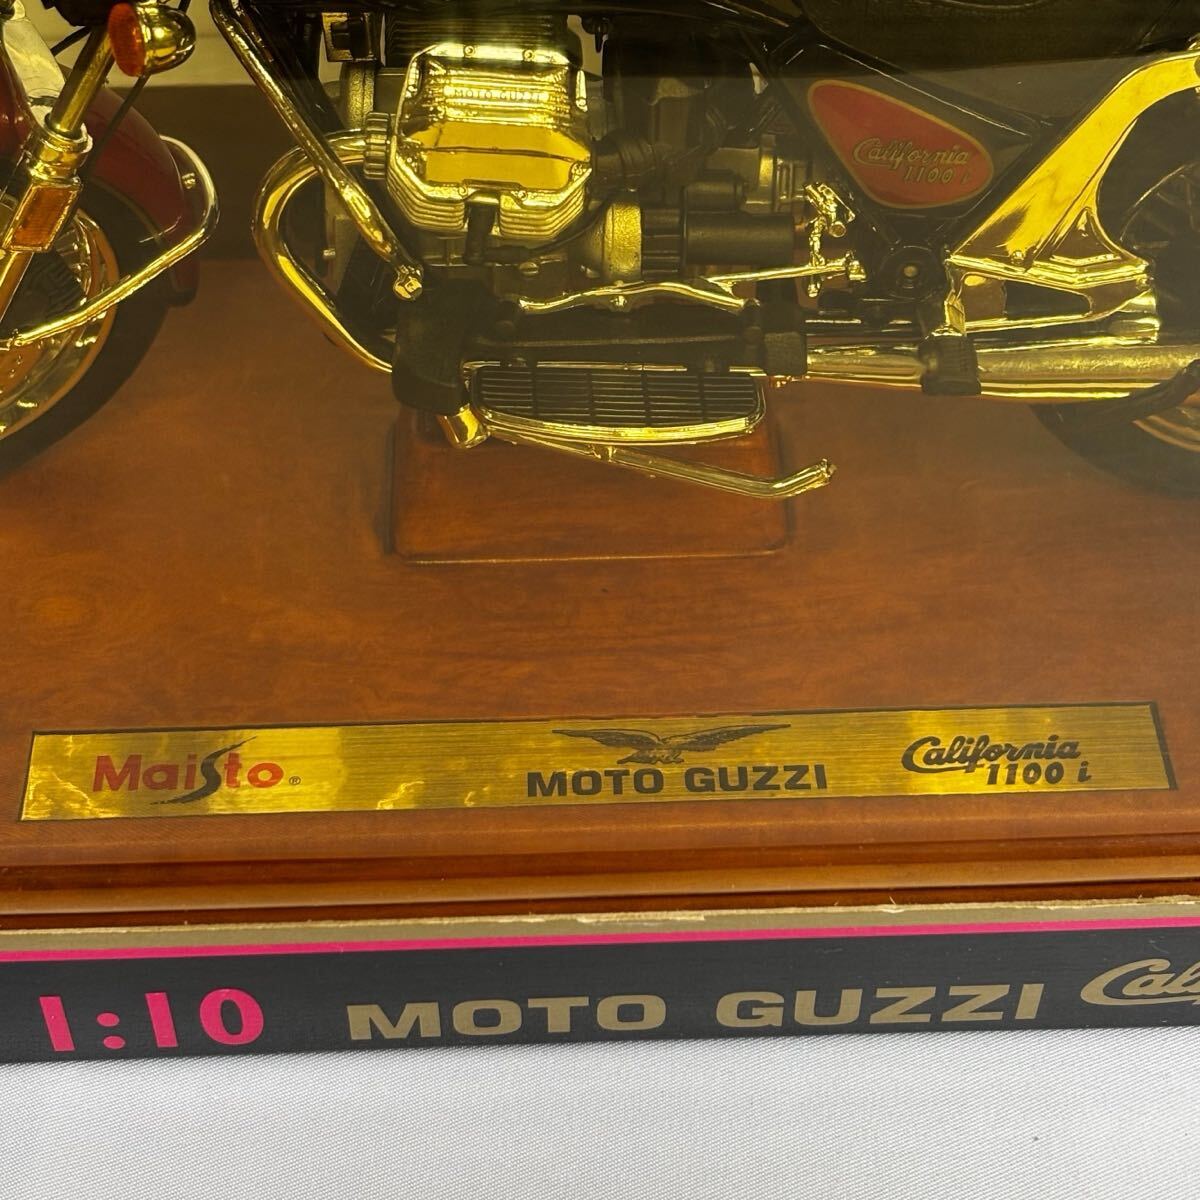 MOTO GUZZI
California
1100 i
Maisto®
MOTO GUZZI
California
1100 i
1:10 MOTO GUZZI